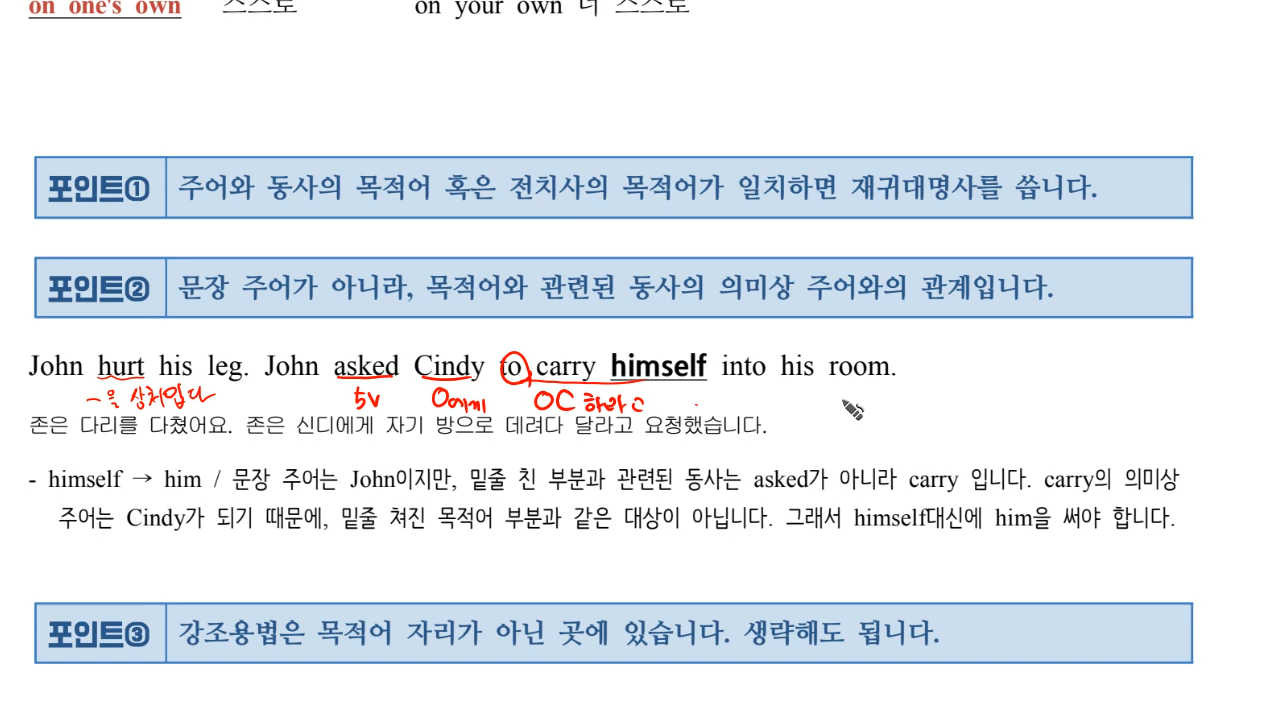 on one's own 스스로 on your own 너 스스로
포인트① 주어와 동사의 목적어 혹은 전치사의 목적어가 일치하면 재귀대명사를 씁니다.
포인트② 문장 주어가 아니라, 목적어와 관련된 동사의 의미상 주어와의 관계입니다.
John hurt his leg. John asked Cindy to carry himself into his room.
~을 상처입다 5V O에게 OC 하라고
존은 다리를 다쳤어요. 존은 신디에게 자기 방으로 데려다 달라고 요청했습니다.
- himself → him / 문장 주어는 John이지만, 밑줄 친 부분과 관련된 동사는 asked가 아니라 carry 입니다. carry의 의미상
주어는 Cindy가 되기 때문에, 밑줄 쳐진 목적어 부분과 같은 대상이 아닙니다. 그래서 himself대신에 him을 써야 합니다.
포인트③ 강조용법은 목적어 자리가 아닌 곳에 있습니다. 생략해도 됩니다.